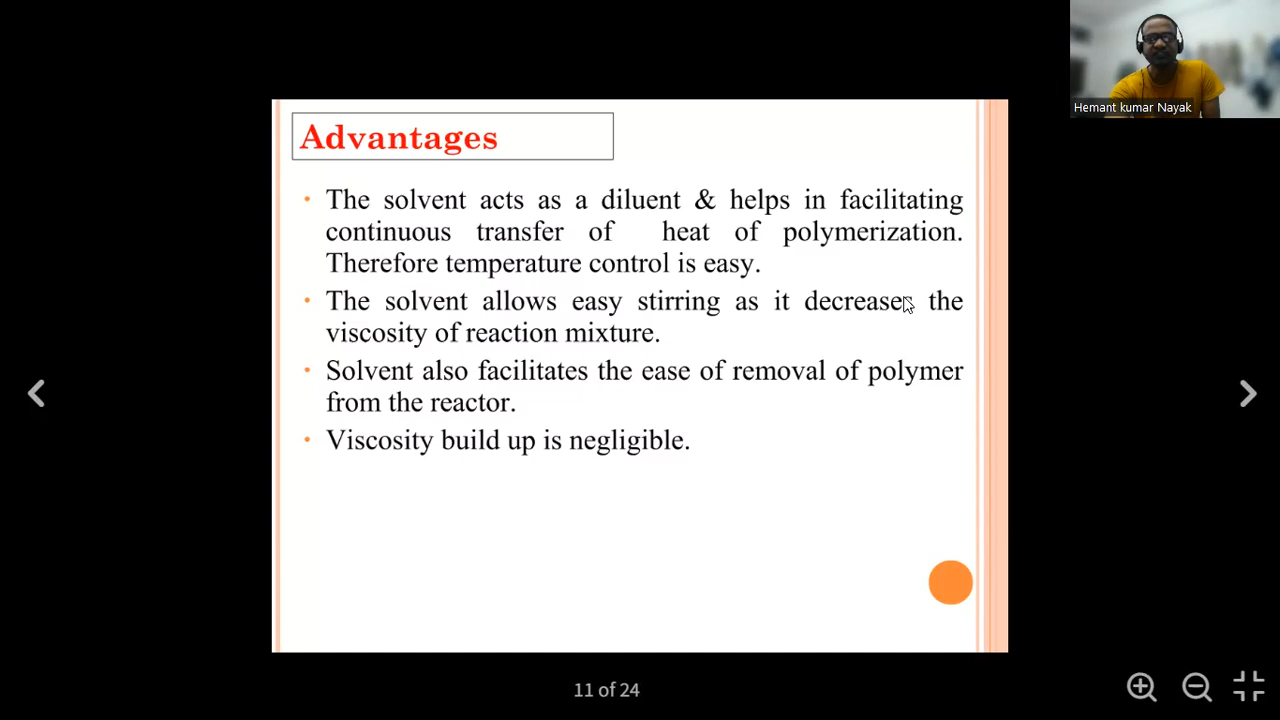 Hemant kumar Nayak
Advantages
• The solvent acts as a diluent & helps in facilitating
continuous transfer of heat of polymerization.
Therefore temperature control is easy.
• The solvent allows easy stirring as it decreases the
viscosity of reaction mixture.
• Solvent also facilitates the ease of removal of polymer
from the reactor.
• Viscosity build up is negligible.
11 of 24